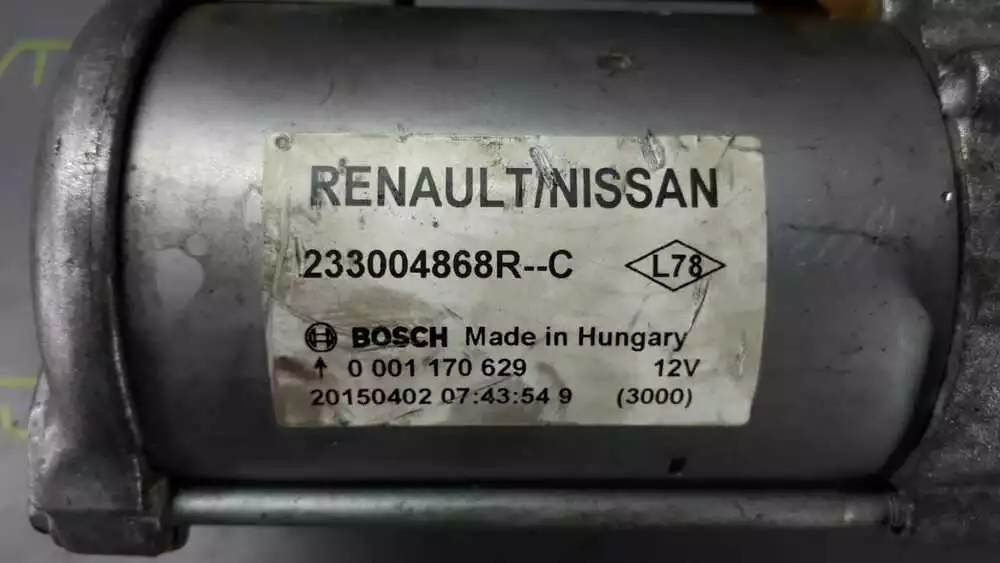 RENAULT/NISSAN
233004868R--C L78
BOSCH Made in Hungary
↑ 0 001 170 629 12V
20150402 07:43:54 9 (3000)